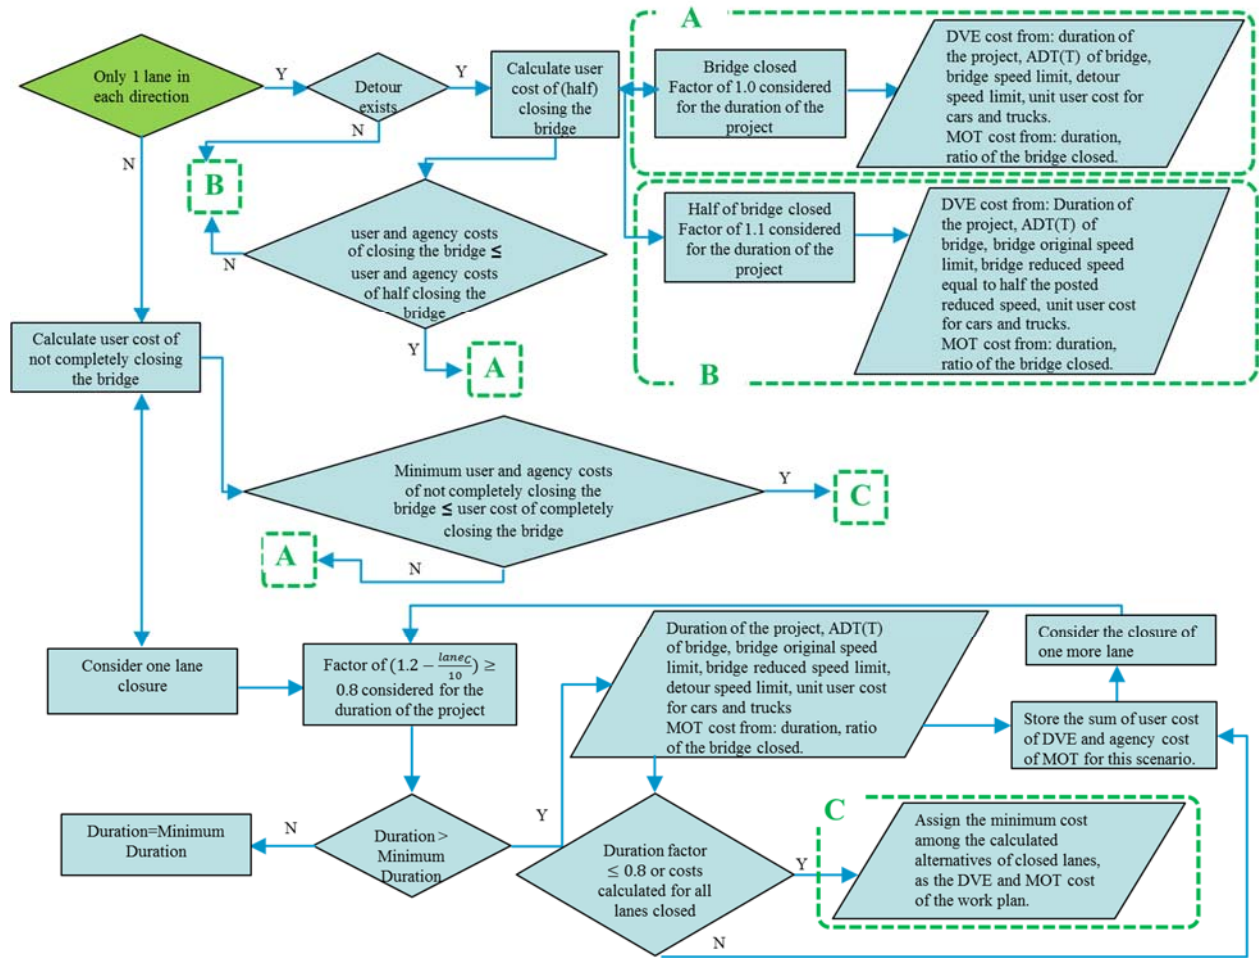 Only 1 lane in
each direction
Y
N
Detour
exists
Y
N
Calculate user
cost of (half)
closing the
bridge
A
Bridge closed
Factor of 1.0 considered
for the duration of the
project
DVE cost from: duration of
the project, ADT(T) of bridge,
bridge speed limit, detour
speed limit, unit user cost for
cars and trucks.
MOT cost from: duration,
ratio of the bridge closed.
B
user and agency costs
of closing the bridge ≤
user and agency costs
of half closing the
bridge
N
Y
A
Half of bridge closed
Factor of 1.1 considered
for the duration of the
project
DVE cost from: Duration of
the project, ADT(T) of
bridge, bridge original speed
limit, bridge reduced speed
equal to half the posted
reduced speed, unit user cost
for cars and trucks.
MOT cost from: duration,
ratio of the bridge closed.
B
Calculate user cost of
not completely closing
the bridge
Minimum user and agency costs
of not completely closing the
bridge ≤ user cost of completely
closing the bridge
Y
C
N
A
Consider one lane
closure
Factor of (1.2 − lane_C/10) ≥
0.8 considered for the
duration of the project
Duration of the project, ADT(T)
of bridge, bridge original speed
limit, bridge reduced speed limit,
detour speed limit, unit user cost
for cars and trucks
MOT cost from: duration, ratio
of the bridge closed.
Consider the closure of
one more lane
Store the sum of user cost
of DVE and agency cost
of MOT for this scenario.
Duration=Minimum
Duration
N
Duration >
Minimum
Duration
Y
Duration factor
≤ 0.8 or costs
calculated for all
lanes closed
Y
N
C
Assign the minimum cost
among the calculated
alternatives of closed lanes,
as the DVE and MOT cost
of the work plan.